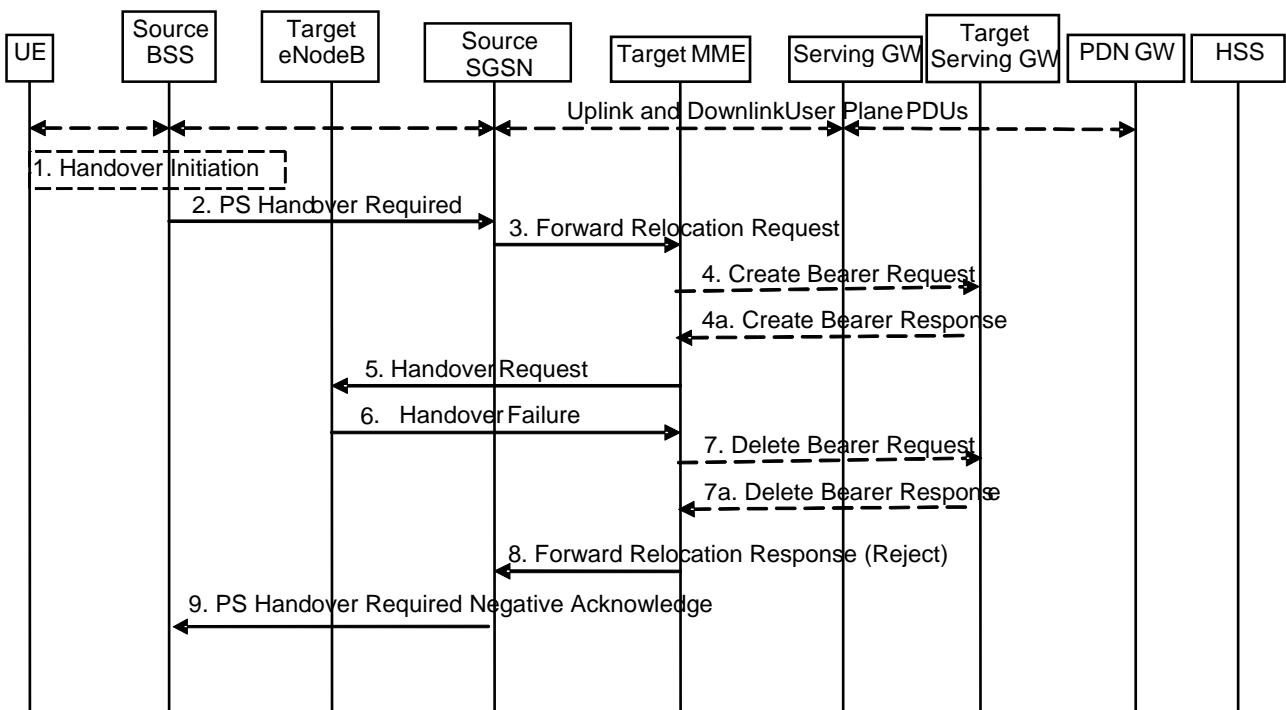 UE
Source
BSS
Target
eNodeB
Source
SGSN
Target MME
Serving GW
Target
Serving GW
PDN GW
HSS
Uplink and Downlink User Plane PDUs
1. Handover Initiation
2. PS Handover Required
3. Forward Relocation Request
4. Create Bearer Request
4a. Create Bearer Response
5. Handover Request
6. Handover Failure
7. Delete Bearer Request
7a. Delete Bearer Response
8. Forward Relocation Response (Reject)
9. PS Handover Required Negative Acknowledge